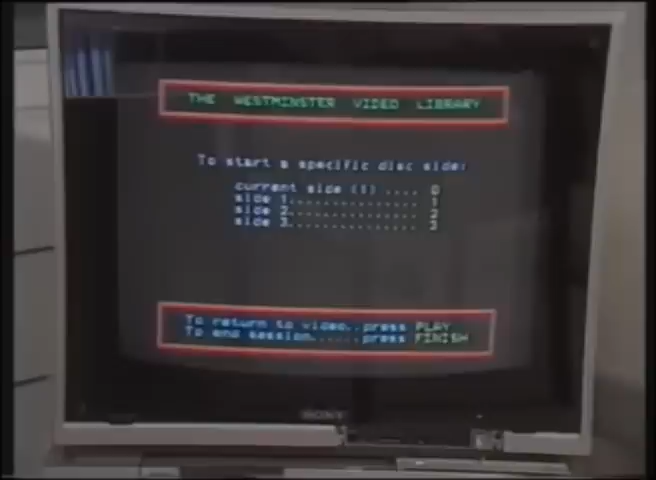 THE WESTMINSTER VIDEO LIBRARY
To start a specific disc side:
current side (1) .... 0
side 1.............. 1
side 2.............. 2
side 3.............. 3
To return to video..press PLAY
To end session......press FINISH
SONY